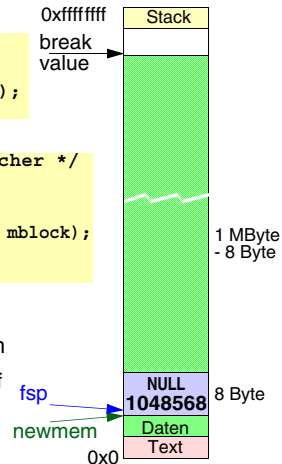 0xffffffff
Stack
break
value
);
cher */
mblock);
1 MByte
- 8 Byte
n
f
NULL
1048568
8 Byte
fsp
newmem
Daten
Text
0x0